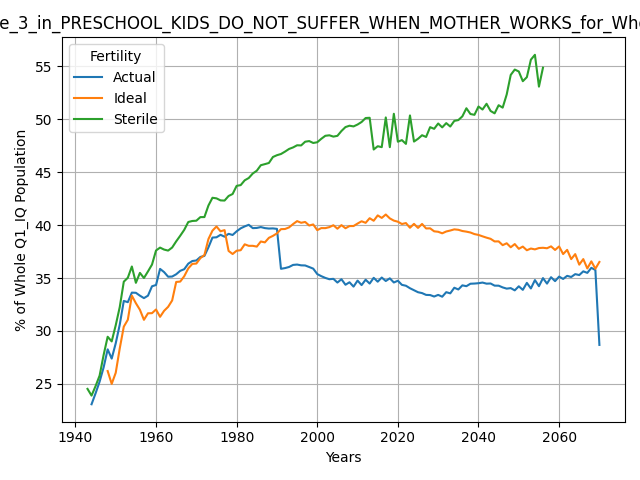 e_3_in_PRESCHOOL_KIDS_DO_NOT_SUFFER_WHEN_MOTHER_WORKS_for_Who
Fertility
Actual
Ideal
Sterile
% of Whole Q1_IQ Population
55
50
45
40
35
30
25
1940
1960
1980
2000
2020
2040
2060
Years